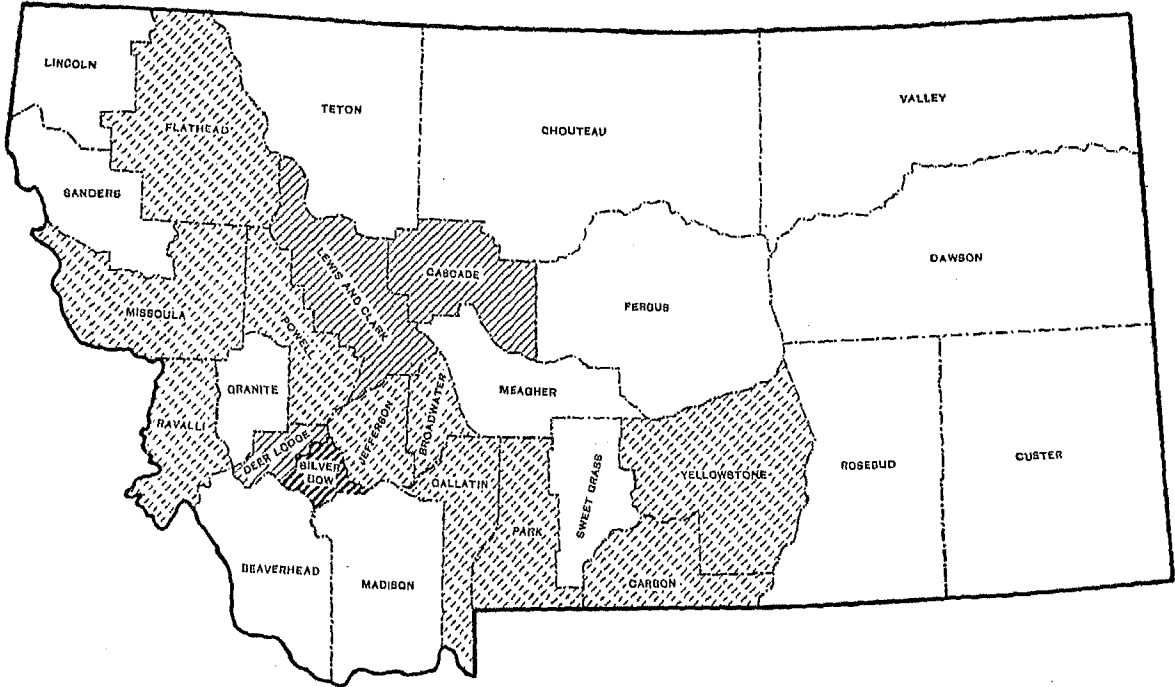 LINCOLN
FLATHEAD
TETON
CHOUTEAU
VALLEY
SANDERS
LEWIS AND CLARK
CASCADE
DAWSON
MISSOULA
POWELL
FERGUS
GRANITE
MEAGHER
RAVALLI
DEER LODGE
SILVER
BOW
JEFFERSON
BROADWATER
GALLATIN
PARK
SWEET GRASS
YELLOWSTONE
ROSEBUD
CUSTER
BEAVERHEAD
MADISON
CARBON